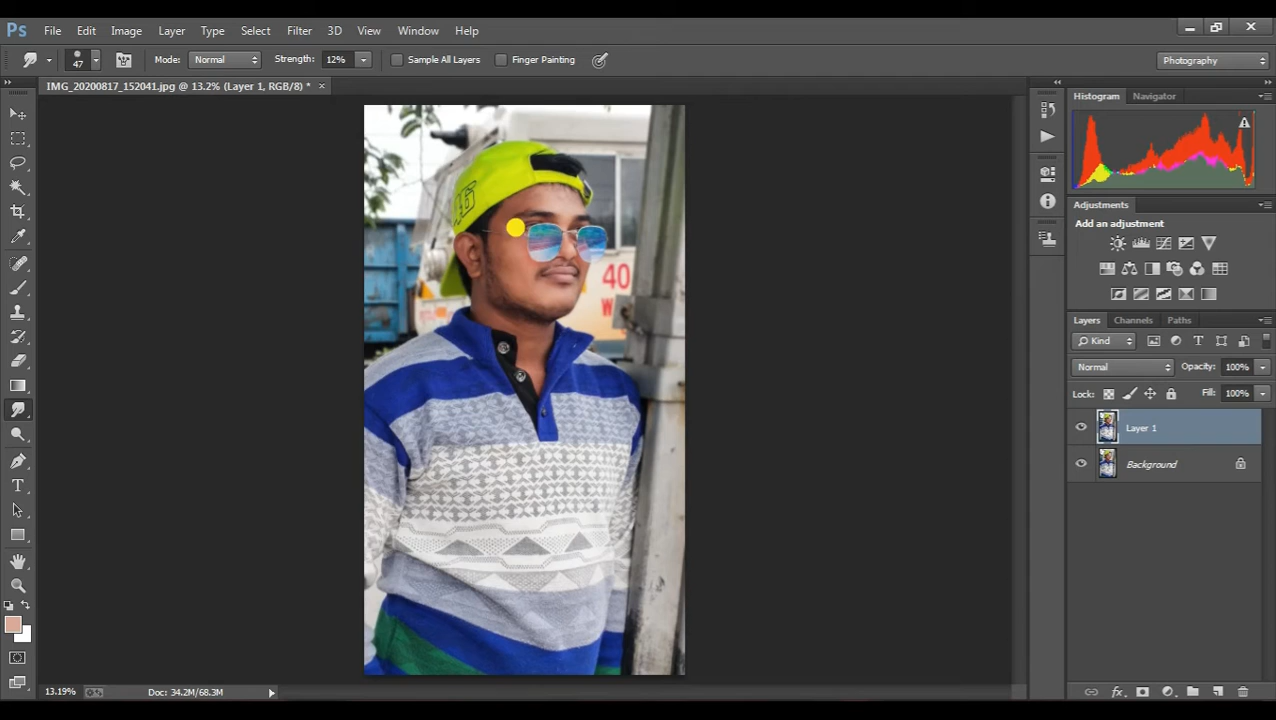 Ps File Edit Image Layer Type Select Filter 3D View Window Help
47 Mode: Normal Strength: 12% Sample All Layers Finger Painting Photography
IMG_20200817_152041.jpg @ 13.2% (Layer 1, RGB/8) * ×
Histogram Navigator
Adjustments
Add an adjustment
40
W
Layers Channels Paths
Kind
Normal Opacity: 100%
Lock: Fill: 100%
Layer 1
Background
T
13.19% Doc: 34.2M/68.3M